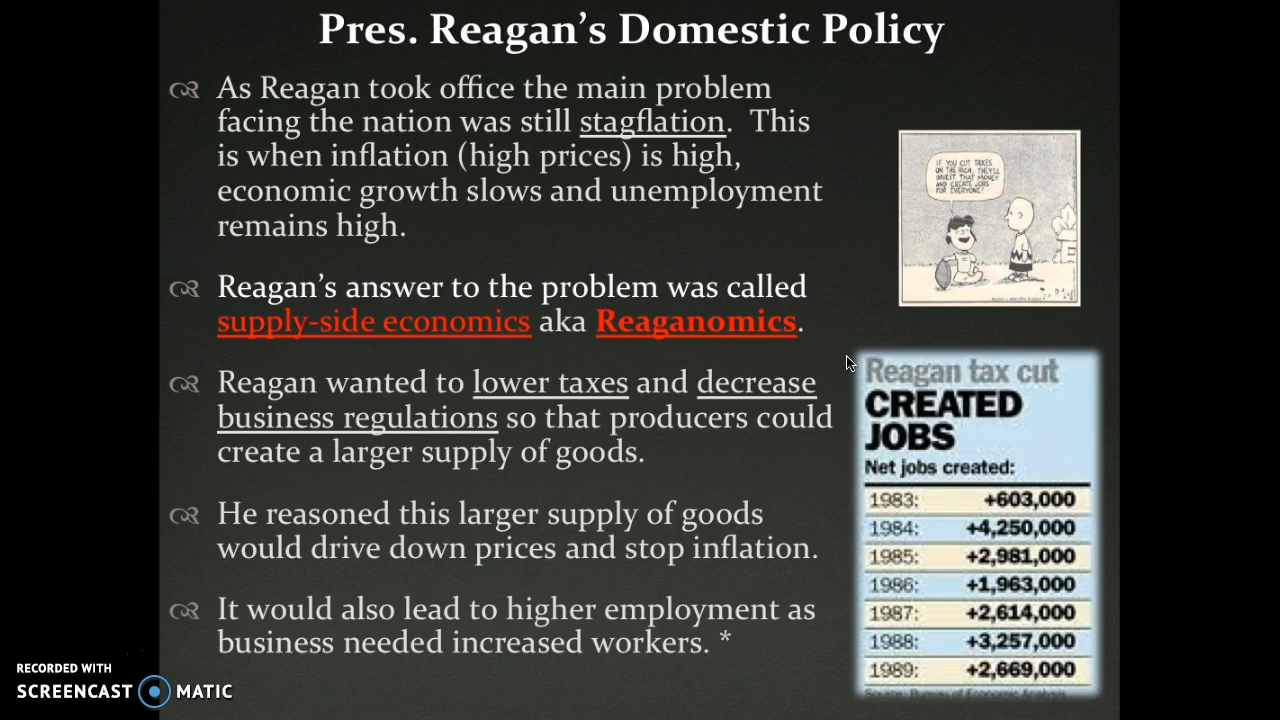 Pres. Reagan's Domestic Policy
As Reagan took office the main problem
facing the nation was still stagflation. This
is when inflation (high prices) is high,
economic growth slows and unemployment
remains high.
Reagan's answer to the problem was called
supply-side economics aka Reaganomics.
Reagan wanted to lower taxes and decrease
business regulations so that producers could
create a larger supply of goods.
He reasoned this larger supply of goods
would drive down prices and stop inflation.
It would also lead to higher employment as
business needed increased workers. *
IF YOU CUT TAXES
ON THE RICH, THEY'LL
INVEST THAT MONEY
AND CREATE JOBS
FOR EVERYONE!
Reagan tax cut
CREATED
JOBS
Net jobs created:
1983: +603,000
1984: +4,250,000
1985: +2,981,000
1986: +1,963,000
1987: +2,614,000
1988: +3,257,000
1989: +2,669,000
Source: Bureau of Economic Analysis
RECORDED WITH
SCREENCAST MATIC